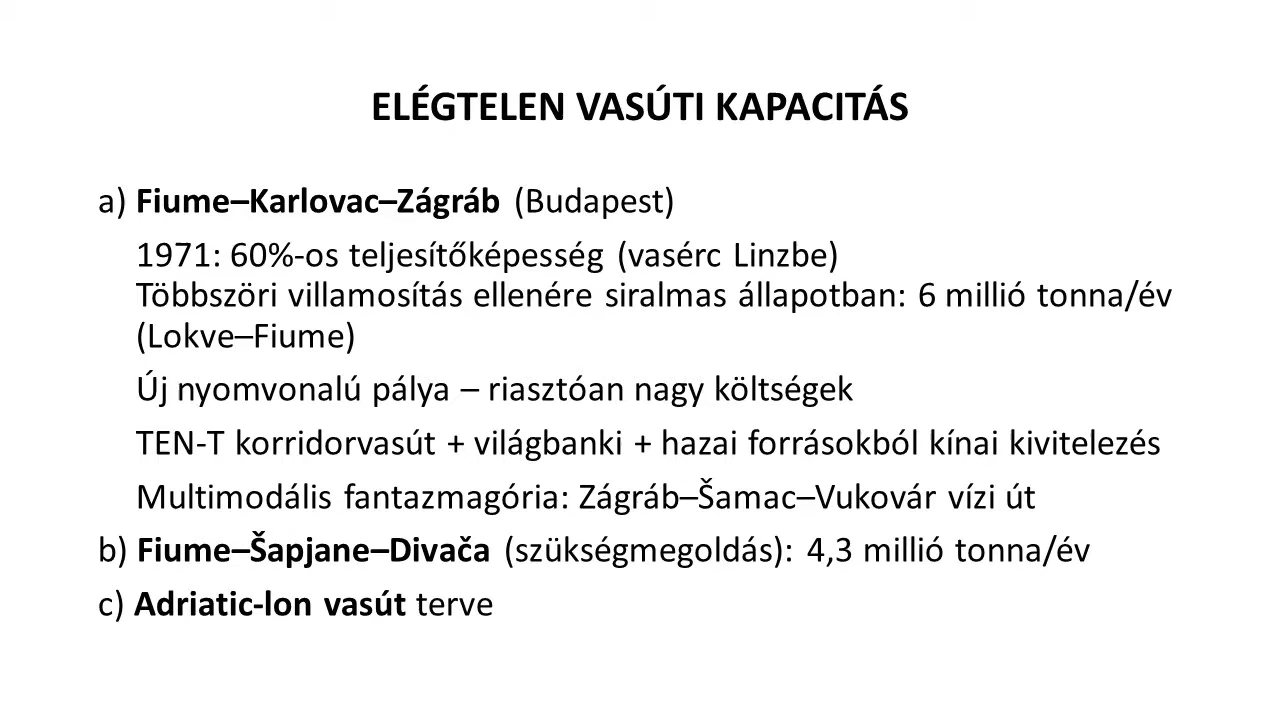 ELÉGTELEN VASÚTI KAPACITÁS
a) Fiume–Karlovac–Zágráb (Budapest)
1971: 60%-os teljesítőképesség (vasérc Linzbe)
Többszöri villamosítás ellenére siralmas állapotban: 6 millió tonna/év
(Lokve–Fiume)
Új nyomvonalú pálya – riasztóan nagy költségek
TEN-T korridorvasút + világbanki + hazai forrásokból kínai kivitelezés
Multimodális fantazmagória: Zágráb–Šamac–Vukovár vízi út
b) Fiume–Šapjane–Divača (szükségmegoldás): 4,3 millió tonna/év
c) Adriatic-Ion vasút terve